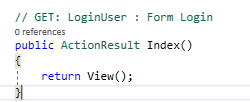 // GET: LoginUser : Form Login
0 references
public ActionResult Index()
{
return View();
}